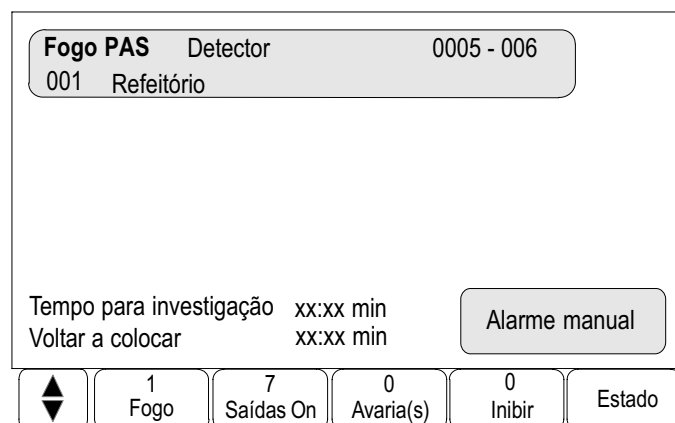 Fogo PAS Detector 0005 - 006
001 Refeitório
Tempo para investigação xx:xx min
Voltar a colocar xx:xx min
Alarme manual
1 7 0 0
Fogo Saídas On Avaria(s) Inibir Estado